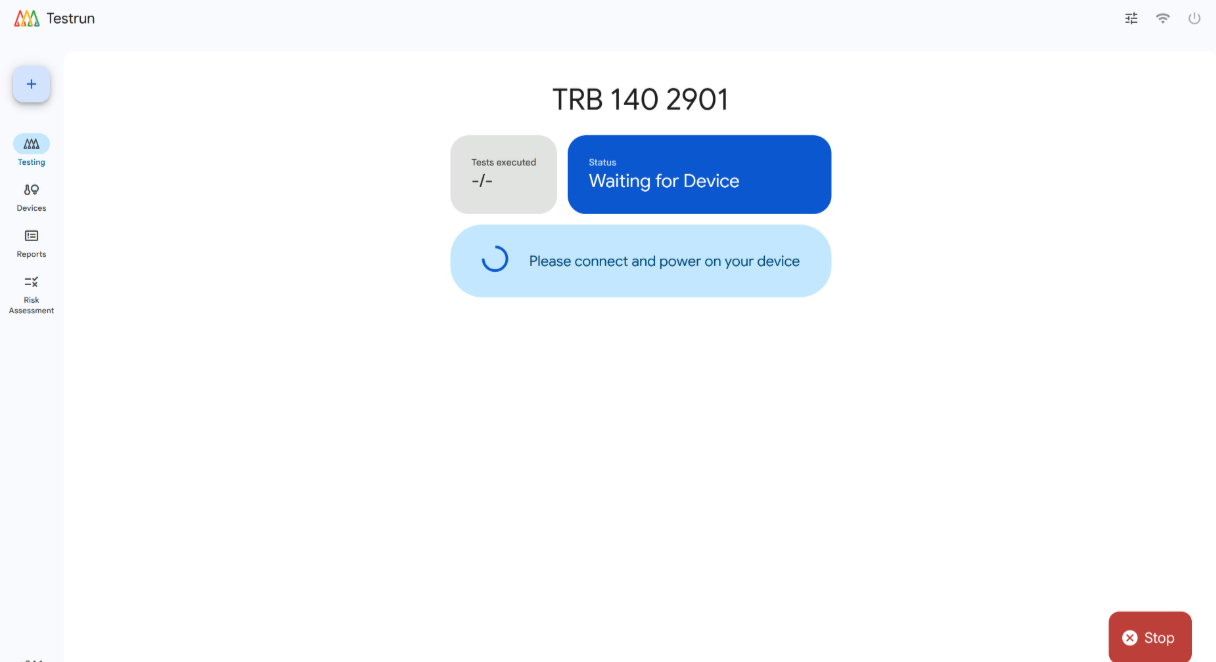 Testrun
TRB 140 2901
Testing
Devices
Reports
Risk
Assessment
Tests executed
-/-
Status
Waiting for Device
Please connect and power on your device
Stop